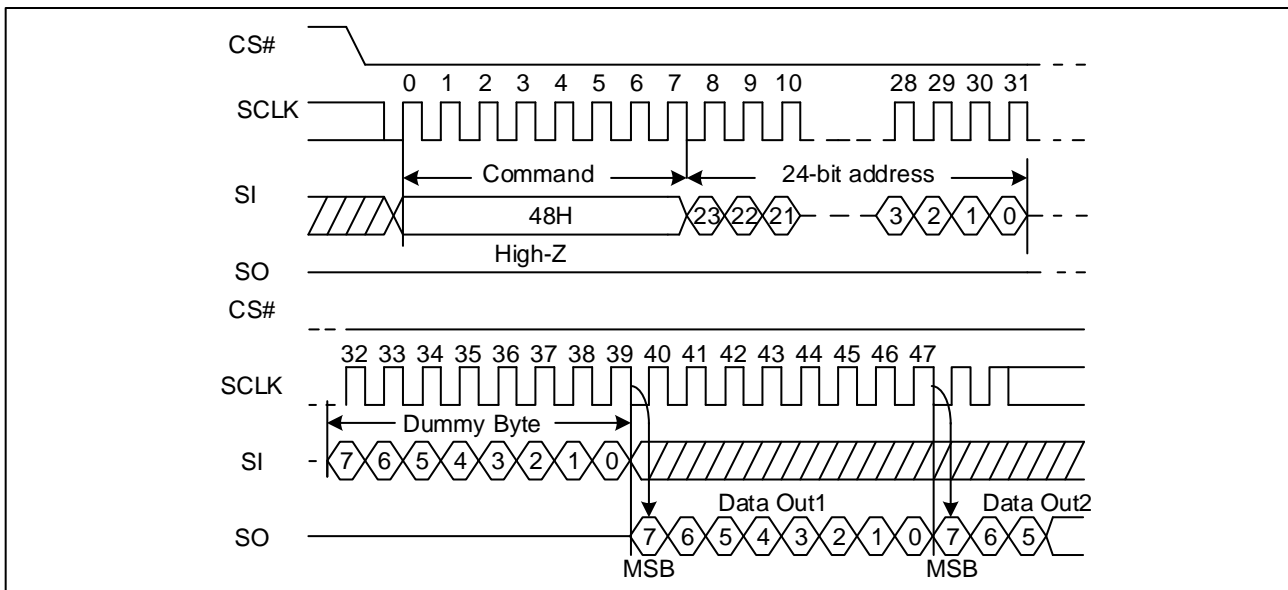 CS#
0 1 2 3 4 5 6 7 8 9 10 28 29 30 31
SCLK
Command 24-bit address
SI
48H 23 22 21 3 2 1 0
High-Z
SO
CS#
32 33 34 35 36 37 38 39 40 41 42 43 44 45 46 47
SCLK
Dummy Byte
SI 7 6 5 4 3 2 1 0
Data Out1 Data Out2
SO 7 6 5 4 3 2 1 0 7 6 5
MSB MSB